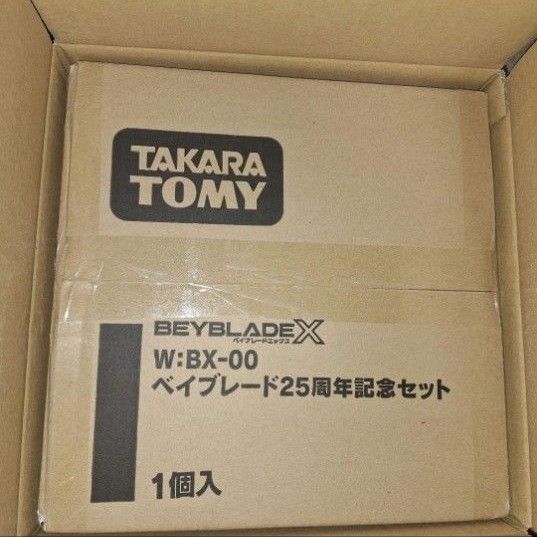 TAKARA
TOMY
BEYBLADE X
ベイブレードエックス
W:BX-00
ベイブレード25周年記念セット
1個入